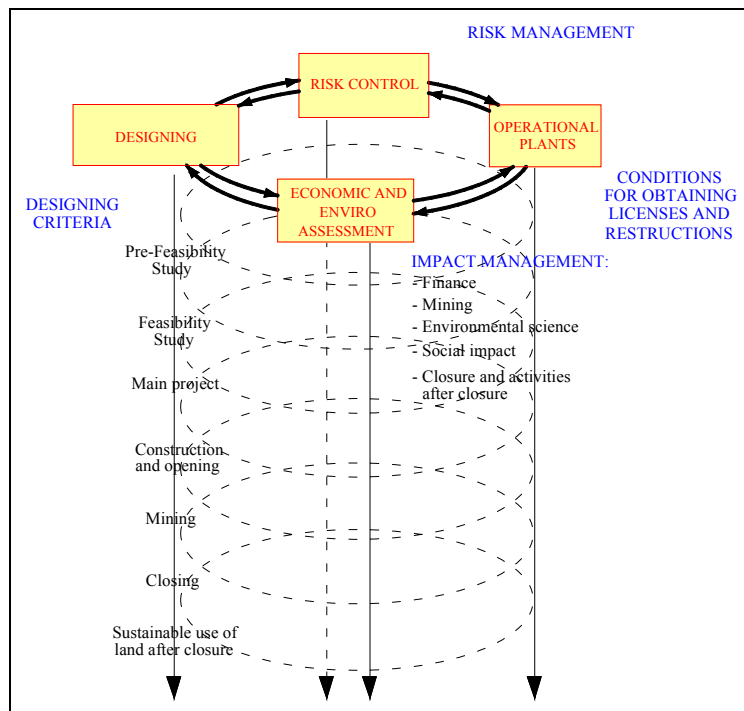 RISK MANAGEMENT
RISK CONTROL
DESIGNING
OPERATIONAL
PLANTS
ECONOMIC AND
ENVIRO
ASSESSMENT
DESIGNING
CRITERIA
CONDITIONS
FOR OBTAINING
LICENSES AND
RESTRUCTIONS
Pre-Feasibility
Study
IMPACT MANAGEMENT:
- Finance
- Mining
- Environmental science
- Social impact
- Closure and activities
after closure
Feasibility
Study
Main project
Construction
and opening
Mining
Closing
Sustainable use of
land after closure